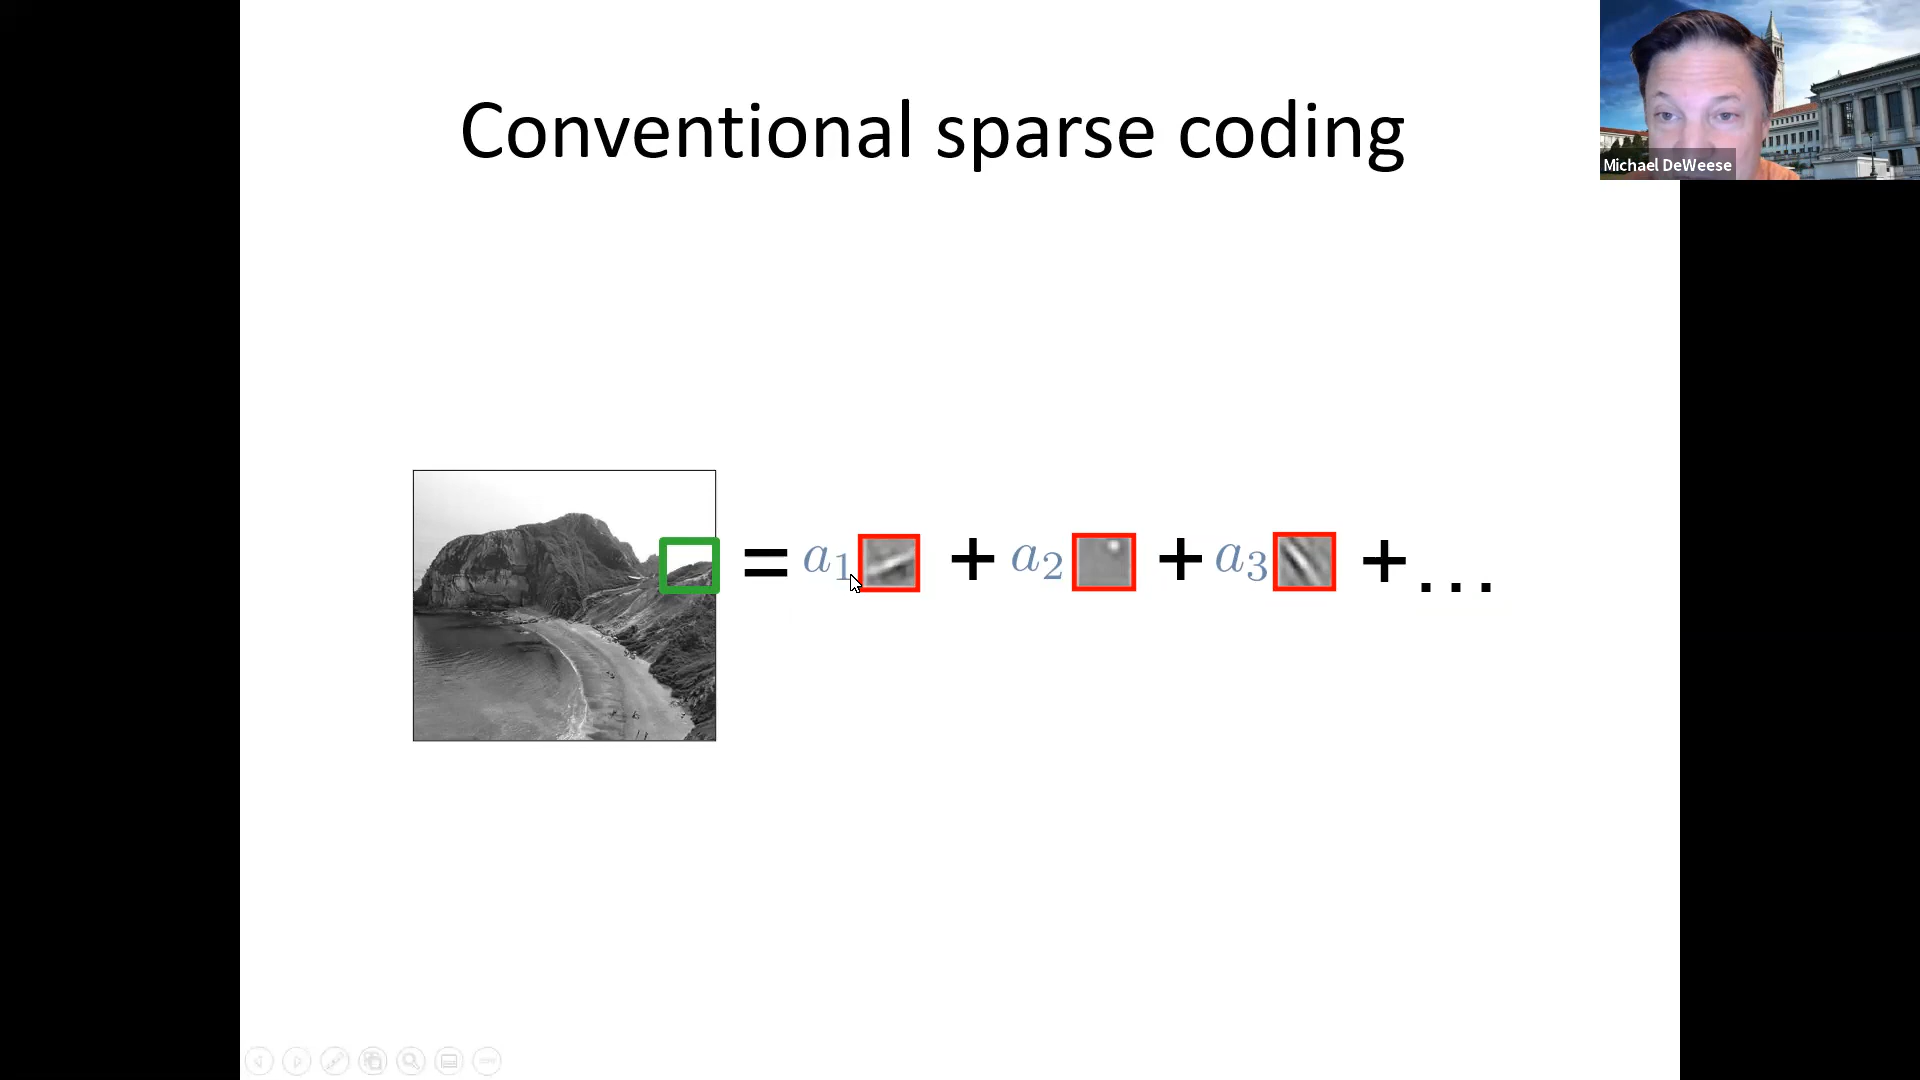 Conventional sparse coding
Michael DeWeese
= a₁ + a₂ + a₃ +...